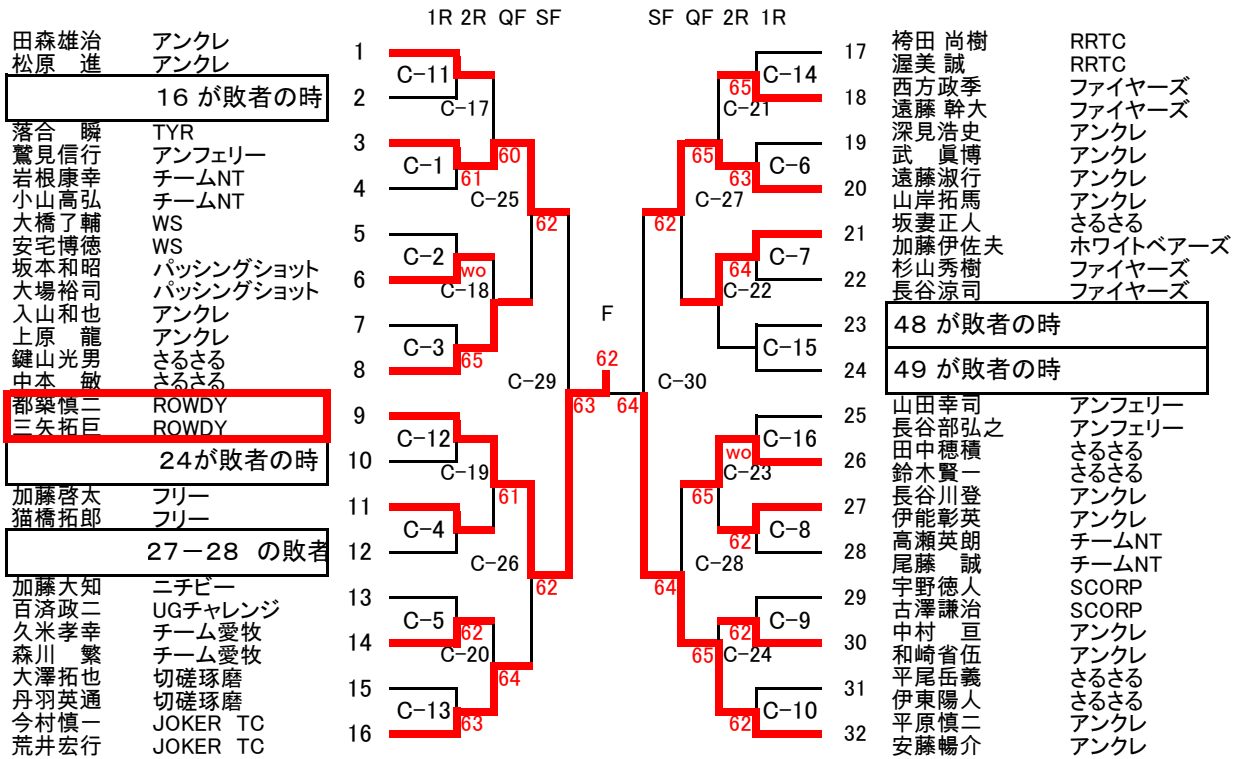 1R 2R QF SF
SF QF 2R 1R
田森雄治 アンクレ
松原 進 アンクレ
16 が敗者の時
落合 瞬 TYR
鷲見信行 アンフェリー
岩根康幸 チームNT
小山高弘 チームNT
大橋了輔 WS
安宅博徳 WS
坂本和昭 パッシングショット
大場裕司 パッシングショット
入山和也 アンクレ
上原 龍 アンクレ
鍵山光男 さるさる
中本 敏 さるさる
都築慎二 ROWDY
三矢拓巨 ROWDY
24が敗者の時
加藤啓太 フリー
猫橋拓郎 フリー
27－28 の敗者
加藤大知 ニチビー
百済政二 UGチャレンジ
久米孝幸 チーム愛牧
森川 繁 チーム愛牧
大澤拓也 切磋琢磨
丹羽英通 切磋琢磨
今村慎一 JOKER TC
荒井宏行 JOKER TC
1
2
3
4
5
6
7
8
9
10
11
12
13
14
15
16
C-11
C-1
C-2
C-3
C-12
C-4
C-5
C-13
61
wo
65
62
63
C-17
C-18
C-19
C-20
60
61
64
C-25
C-26
62
62
C-29
63
F
62
64
C-30
62
64
C-27
C-28
65
65
65
C-21
C-22
C-23
C-24
65
63
64
wo
62
62
62
C-14
C-6
C-7
C-15
C-16
C-8
C-9
C-10
17
18
19
20
21
22
23
24
25
26
27
28
29
30
31
32
袴田 尚樹 RRTC
渥美 誠 RRTC
西方政季 ファイヤーズ
遠藤 幹大 ファイヤーズ
深見浩史 アンクレ
武 眞博 アンクレ
遠藤淑行 アンクレ
山岸拓馬 アンクレ
坂妻正人 さるさる
加藤伊佐夫 ホワイトベアーズ
杉山秀樹 ファイヤーズ
長谷涼司 ファイヤーズ
48 が敗者の時
49 が敗者の時
山田幸司 アンフェリー
長谷部弘之 アンフェリー
田中穂積 さるさる
鈴木賢一 さるさる
長谷川登 アンクレ
伊能彰英 アンクレ
高瀬英朗 チームNT
尾藤 誠 チームNT
宇野徳人 SCORP
古澤謙治 SCORP
中村 亘 アンクレ
和崎省伍 アンクレ
平尾岳義 さるさる
伊東陽人 さるさる
平原慎二 アンクレ
安藤暢介 アンクレ